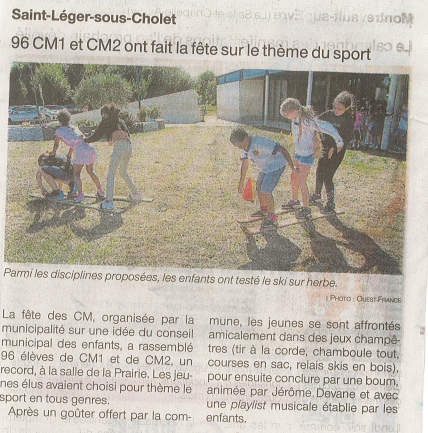 Saint-Léger-sous-Cholet
96 CM1 et CM2 ont fait la fête sur le thème du sport
Parmi les disciplines proposées, les enfants ont testé le ski sur herbe.
| PHOTO : OUEST-FRANCE
La fête des CM, organisée par la
municipalité sur une idée du conseil
municipal des enfants, a rassemblé
96 élèves de CM1 et de CM2, un
record, à la salle de la Prairie. Les jeu-
nes élus avaient choisi pour thème le
sport en tous genres.
Après un goûter offert par la com-
mune, les jeunes se sont affrontés
amicalement dans des jeux champê-
tres (tir à la corde, chamboule tout,
courses en sac, relais skis en bois),
pour ensuite conclure par une boum,
animée par Jérôme Devane et avec
une playlist musicale établie par les
enfants.